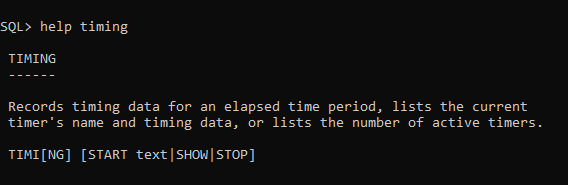 SQL> help timing
TIMING
------
Records timing data for an elapsed time period, lists the current
timer's name and timing data, or lists the number of active timers.
TIMI[NG] [START text|SHOW|STOP]